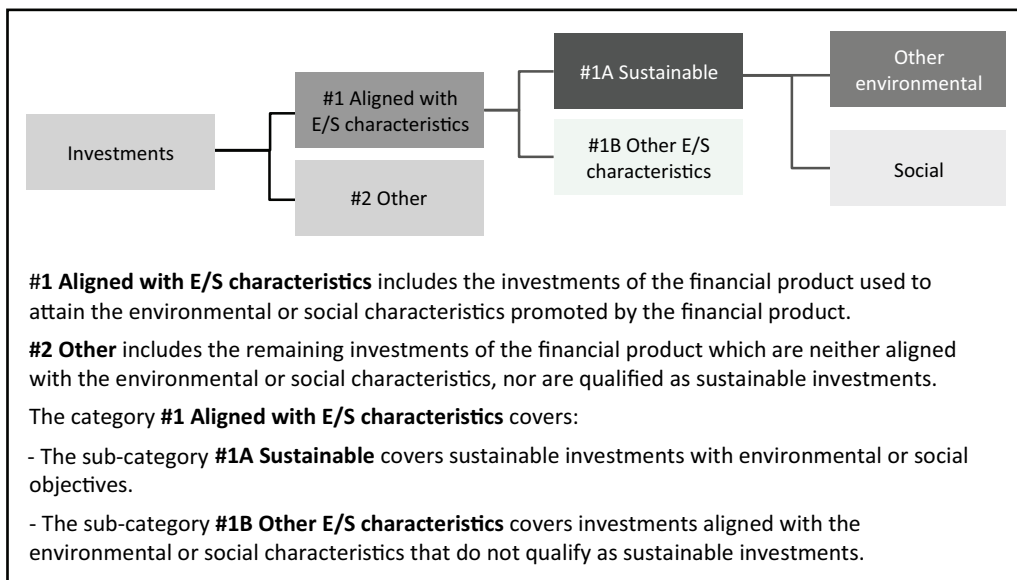 Investments
#1 Aligned with
E/S characteristics
#2 Other
#1A Sustainable
#1B Other E/S
characteristics
Other
environmental
Social
#1 Aligned with E/S characteristics includes the investments of the financial product used to
attain the environmental or social characteristics promoted by the financial product.
#2 Other includes the remaining investments of the financial product which are neither aligned
with the environmental or social characteristics, nor are qualified as sustainable investments.
The category #1 Aligned with E/S characteristics covers:
- The sub-category #1A Sustainable covers sustainable investments with environmental or social
objectives.
- The sub-category #1B Other E/S characteristics covers investments aligned with the
environmental or social characteristics that do not qualify as sustainable investments.